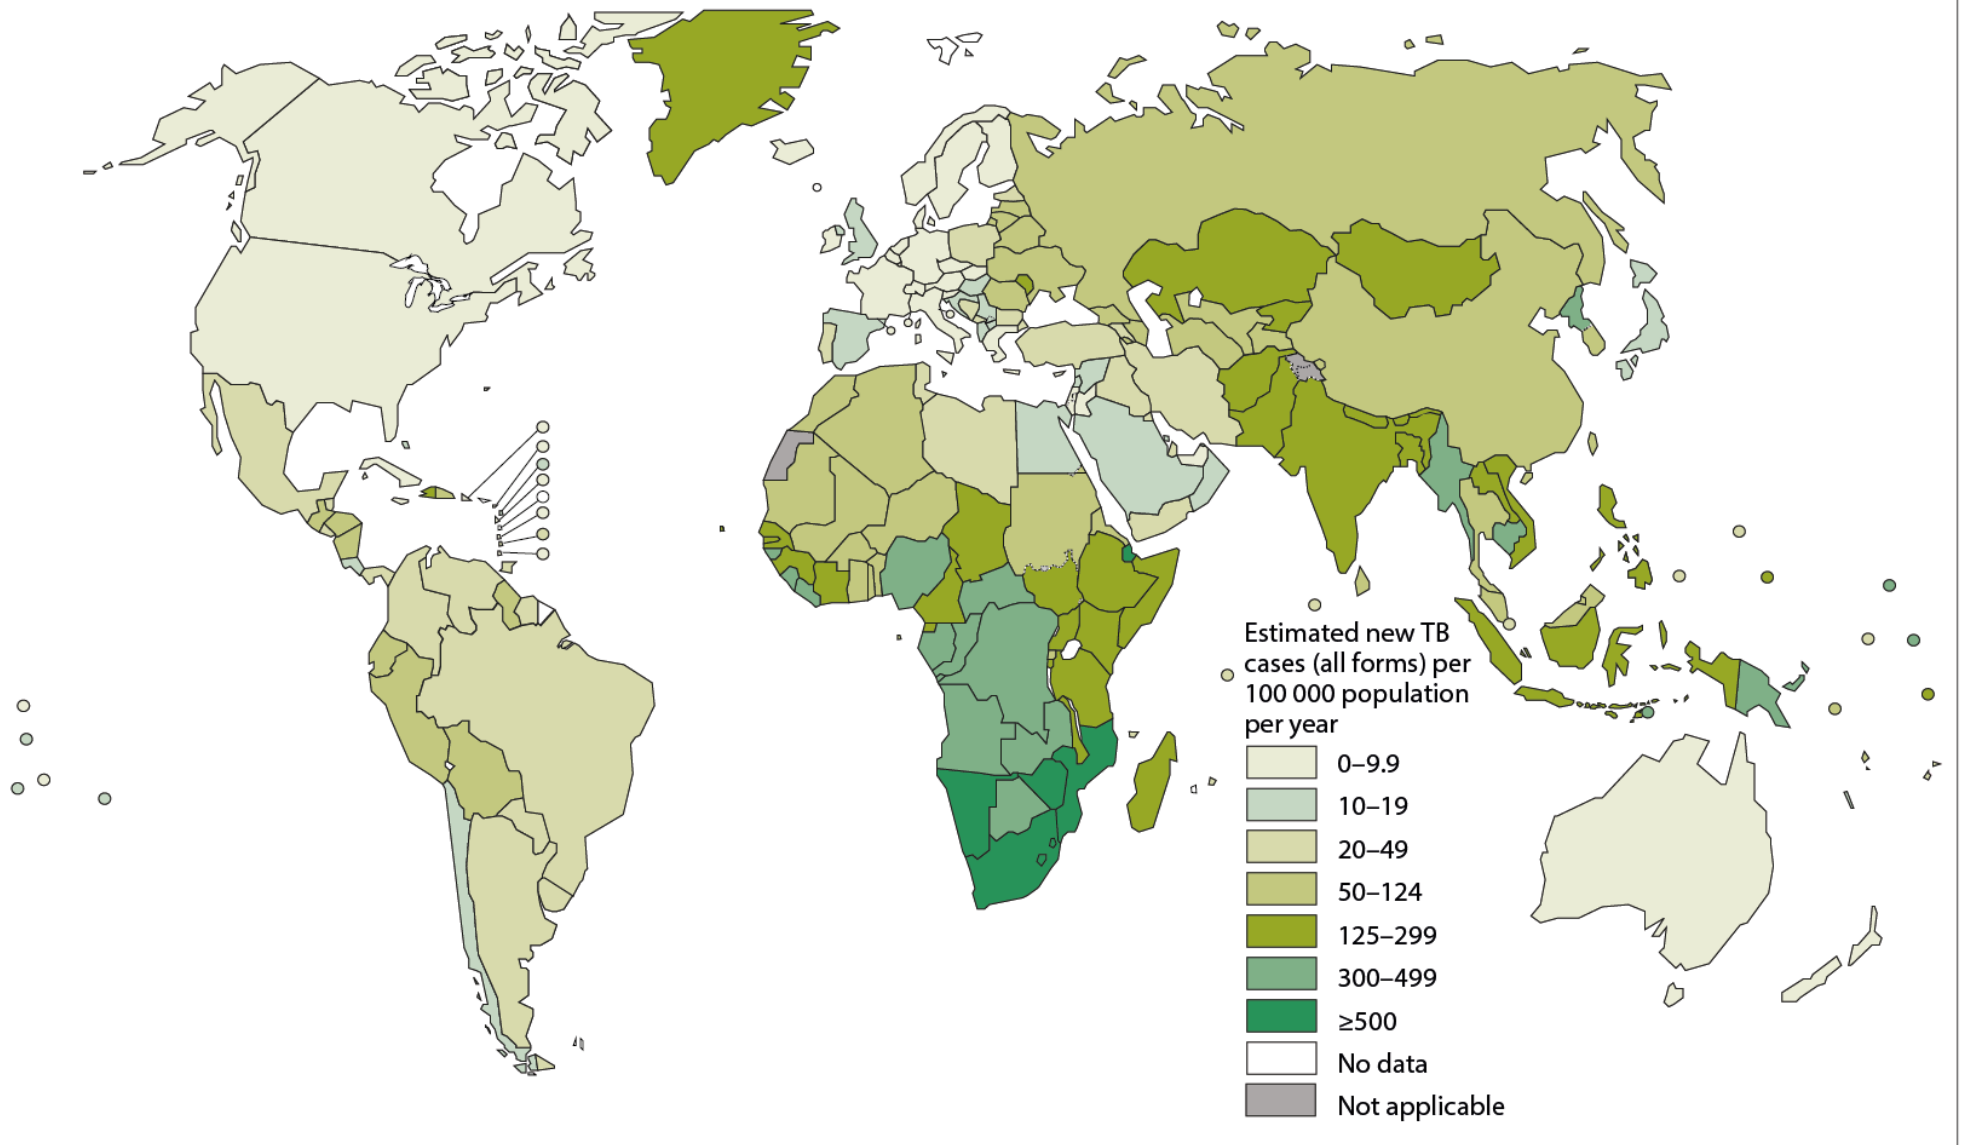 Estimated new TB
cases (all forms) per
100 000 population
per year
0–9.9
10–19
20–49
50–124
125–299
300–499
≥500
No data
Not applicable